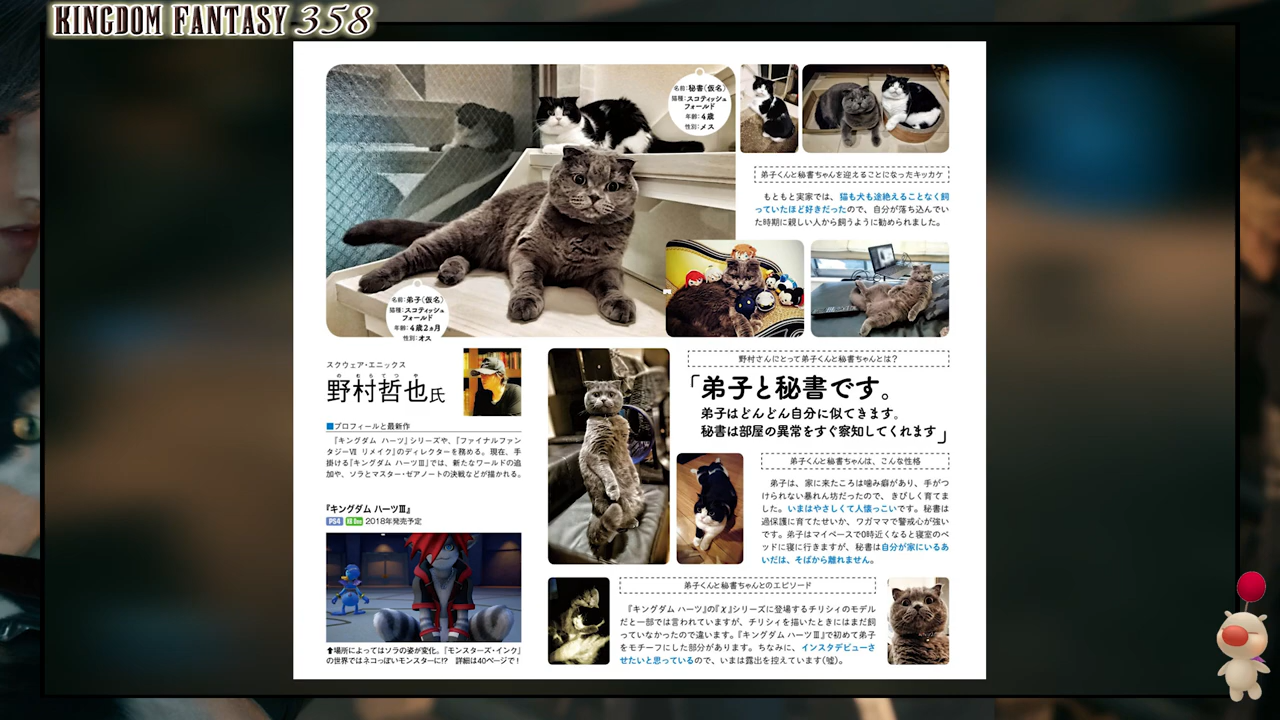 KINGDOM FANTASY 358
名前：秘書（仮名）
猫種：スコティッシュ
フォールド
年齢：4歳
性別：メス
名前：弟子（仮名）
猫種：スコティッシュ
フォールド
年齢：4歳2ヵ月
性別：オス
弟子くんと秘書ちゃんを迎えることになったキッカケ
もともと実家では、猫も犬も途絶えることなく飼
っていたほど好きだったので、自分が落ち込んでい
た時期に親しい人から飼うように勧められました。
スクウェア・エニックス
のむらてつや
野村哲也氏
■プロフィールと最新作
『キングダム ハーツ』シリーズや、『ファイナルファン
タジーVII リメイク』のディレクターを務める。現在、手
掛ける『キングダム ハーツIII』では、新たなワールドの追
加や、ソラとマスター・ゼアノートの決戦などが描かれる。
『キングダム ハーツIII』
PS4 XB One 2018年発売予定
⬆場所によってはソラの姿が変化。『モンスターズ・インク』
の世界ではネコっぽいモンスターに!? 詳細は40ページで！
野村さんにとって弟子くんと秘書ちゃんとは？
「弟子と秘書です。
弟子はどんどん自分に似てきます。
秘書は部屋の異常をすぐ察知してくれます」
弟子くんと秘書ちゃんは、こんな性格
弟子は、家に来たころは噛み癖があり、手がつ
けられない暴れん坊だったので、きびしく育てま
した。いまはやさしくて人懐っこいです。秘書は
過保護に育てたせいか、ワガママで警戒心が強い
です。弟子はマイペースで0時近くなると寝室のベ
ッドに寝に行きますが、秘書は自分が家にいるあ
いだは、そばから離れません。
弟子くんと秘書ちゃんとのエピソード
『キングダム ハーツ』の『χ』シリーズに登場するチリシィのモデル
だと一部では言われていますが、チリシィを描いたときにはまだ飼
っていなかったので違います。『キングダム ハーツIII』で初めて弟子
をモチーフにした部分があります。ちなみに、インスタデビューさ
せたいと思っているので、いまは露出を控えています(嘘)。